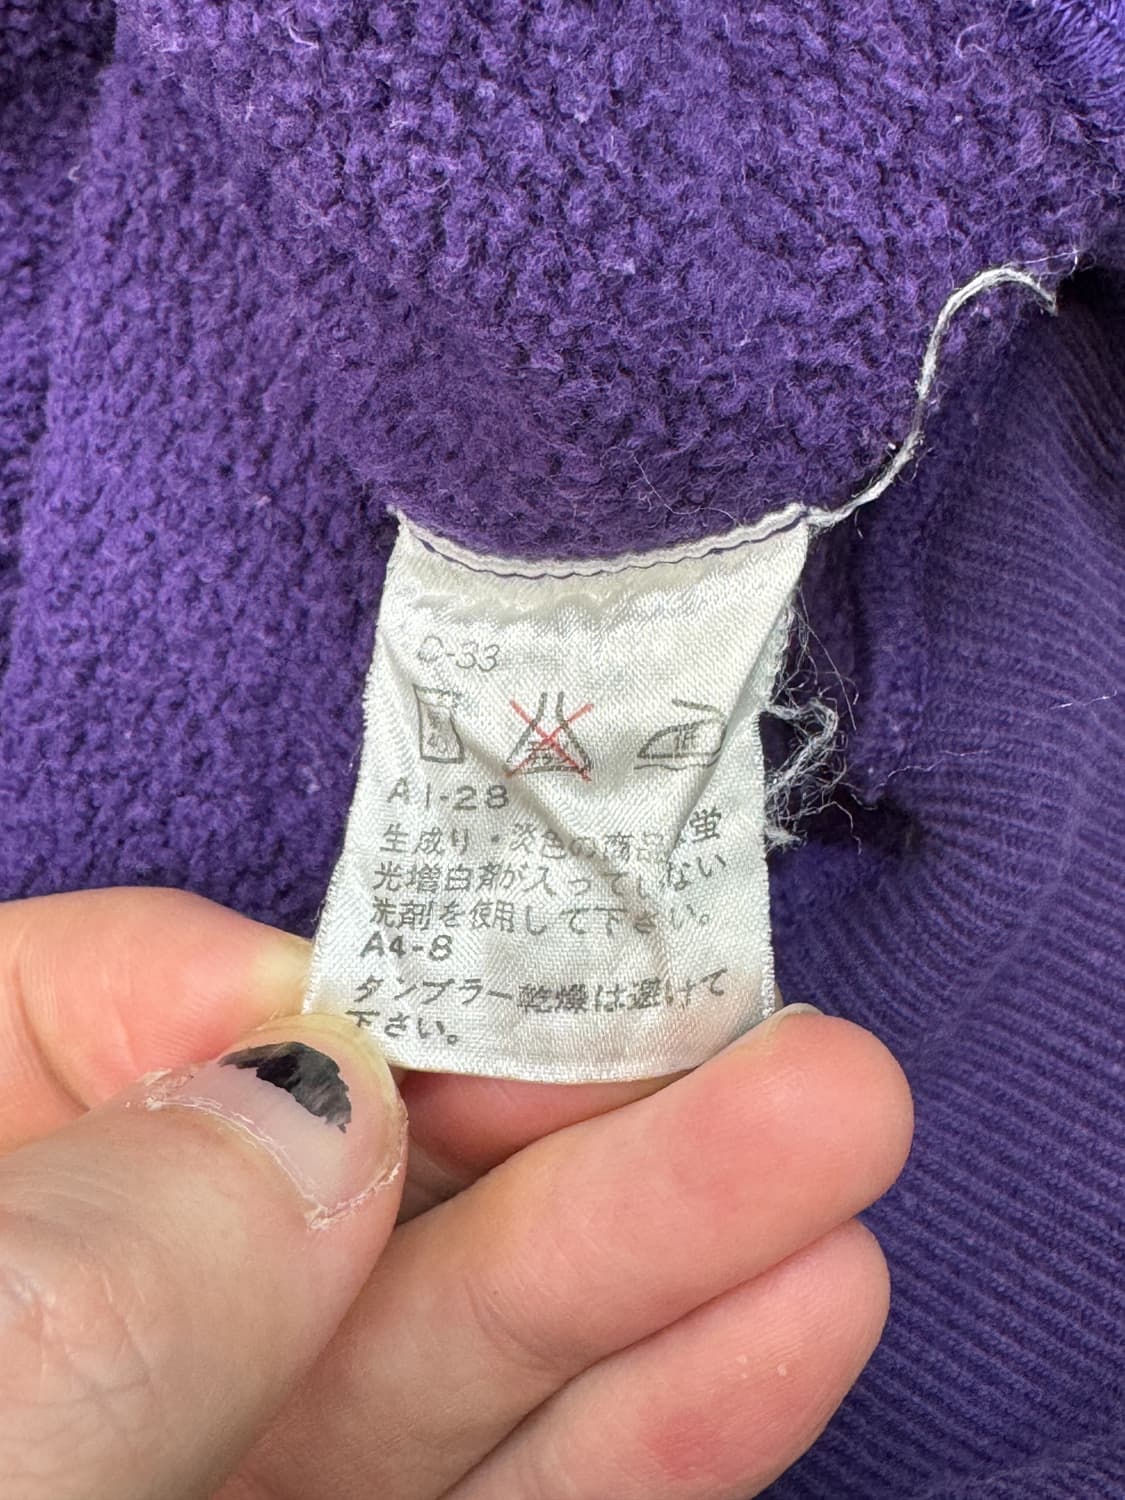 -33
低
A1-28
生成り・淡色の商品は蛍
光増白剤が入っていない
洗剤を使用して下さい。
A4-8
タンブラー乾燥は避けて
下さい。